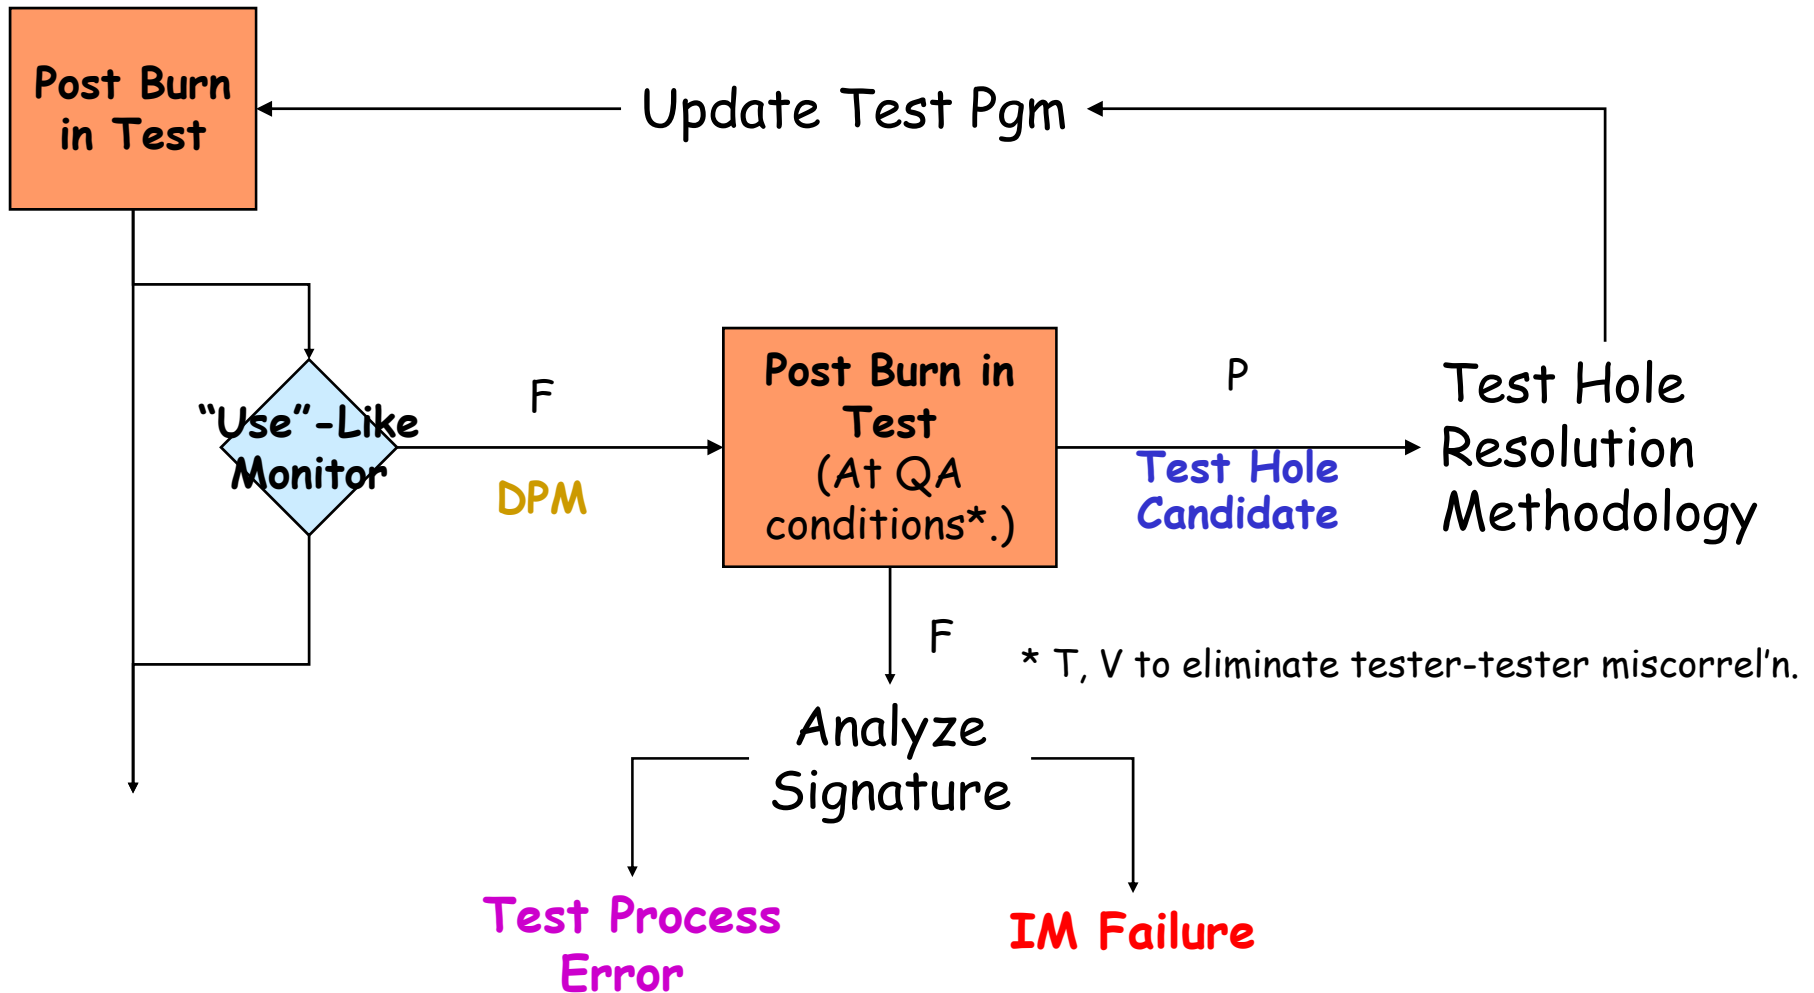 Post Burn
in Test
Update Test Pgm
“Use”-Like
Monitor
F
DPM
Post Burn in
Test
(At QA
conditions*.)
P
Test Hole
Candidate
Test Hole
Resolution
Methodology
F
* T, V to eliminate tester-tester miscorrel’n.
Analyze
Signature
Test Process
Error
IM Failure